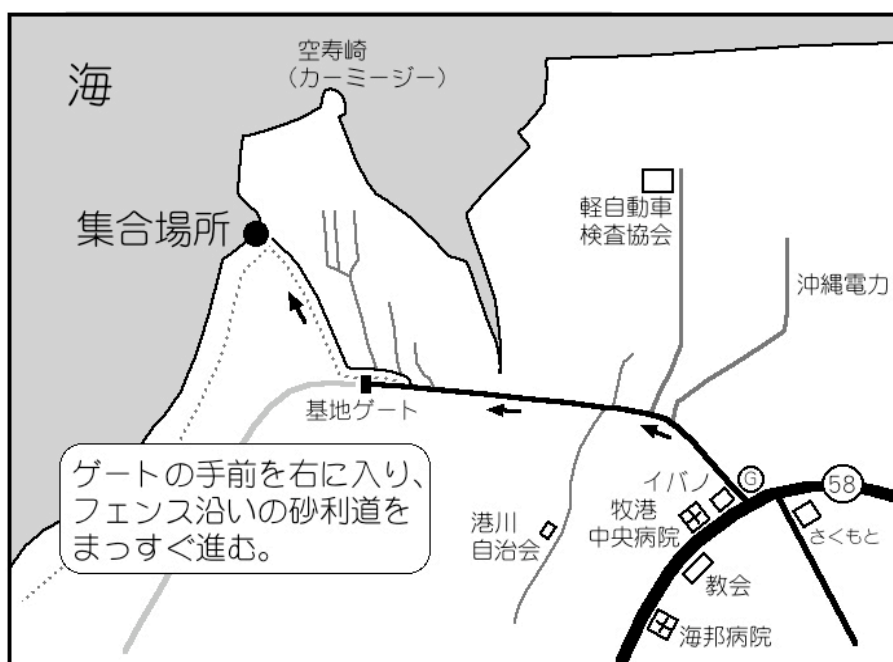 空寿崎
（カーミージー）
海
集合場所
軽自動車
検査協会
沖縄電力
基地ゲート
ゲートの手前を右に入り、
フェンス沿いの砂利道を
まっすぐ進む。
港川
自治会
イバノ
G
58
牧港
中央病院
さくもと
教会
海邦病院